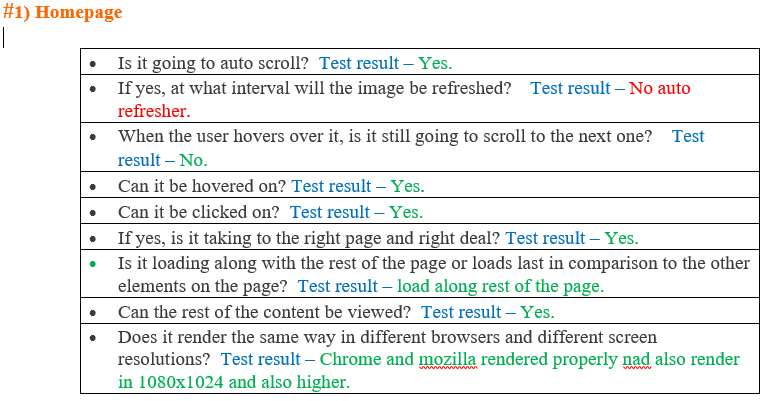 #1) Homepage
• Is it going to auto scroll? Test result – Yes.
• If yes, at what interval will the image be refreshed? Test result – No auto
refresher.
• When the user hovers over it, is it still going to scroll to the next one? Test
result – No.
• Can it be hovered on? Test result – Yes.
• Can it be clicked on? Test result – Yes.
• If yes, is it taking to the right page and right deal? Test result – Yes.
• Is it loading along with the rest of the page or loads last in comparison to the other
elements on the page? Test result – load along rest of the page.
• Can the rest of the content be viewed? Test result – Yes.
• Does it render the same way in different browsers and different screen
resolutions? Test result – Chrome and mozilla rendered properly nad also render
in 1080x1024 and also higher.